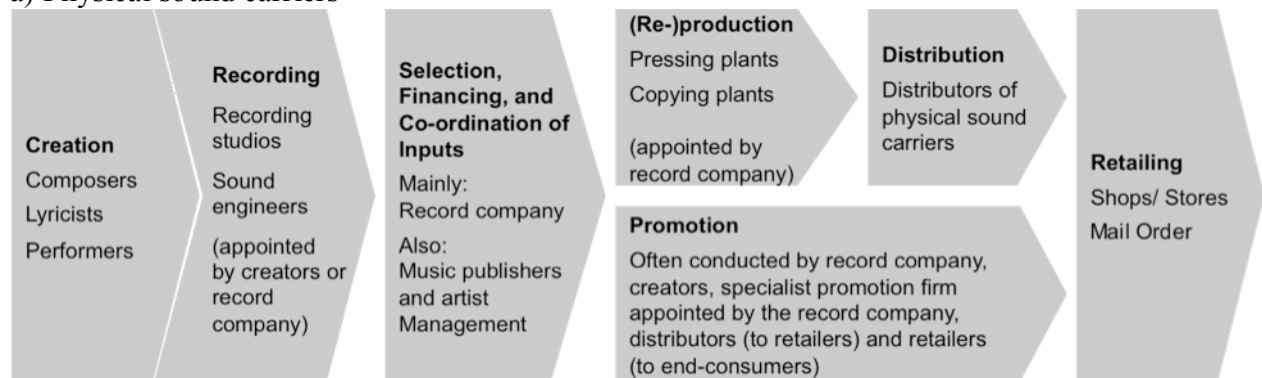 a) Physical sound carriers
Creation
Composers
Lyricists
Performers
Recording
Recording
studios
Sound
engineers
(appointed
by creators or
record
company)
Selection,
Financing, and
Co-ordination of
Inputs
Mainly:
Record company
Also:
Music publishers
and artist
Management
(Re-)production
Pressing plants
Copying plants
(appointed by
record company)
Distribution
Distributors of
physical sound
carriers
Promotion
Often conducted by record company,
creators, specialist promotion firm
appointed by the record company,
distributors (to retailers) and retailers
(to end-consumers)
Retailing
Shops/ Stores
Mail Order